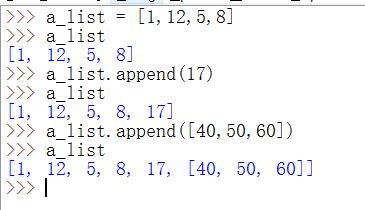 >>> a_list = [1,12,5,8]
>>> a_list
[1, 12, 5, 8]
>>> a_list.append(17)
>>> a_list
[1, 12, 5, 8, 17]
>>> a_list.append([40,50,60])
>>> a_list
[1, 12, 5, 8, 17, [40, 50, 60]]
>>>